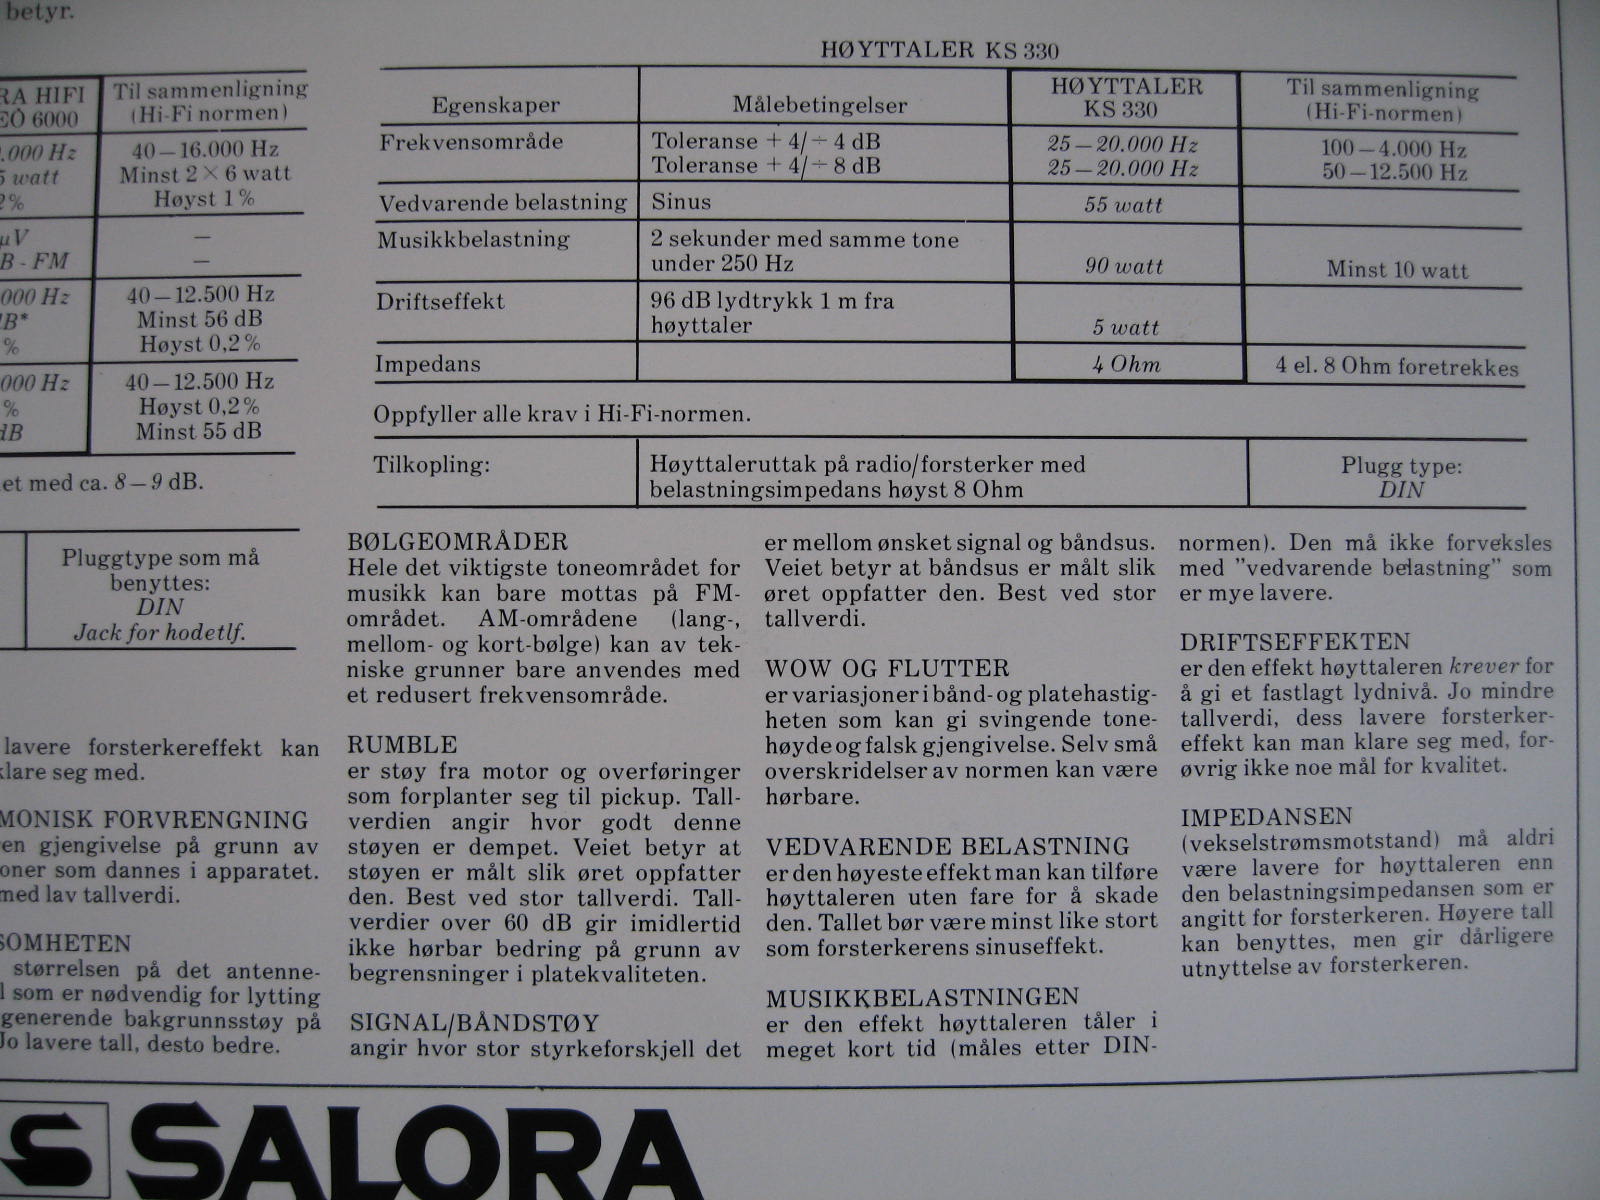 betyr.
RA HIFI
EO 6000
Til sammenligning
(Hi-Fi normen)
.000 Hz
5 watt
2%
40–16.000 Hz
Minst 2 × 6 watt
Høyst 1%
µV
B - FM
—
—
000 Hz
dB*
%
40–12.500 Hz
Minst 56 dB
Høyst 0,2%
000 Hz
%
dB
40–12.500 Hz
Høyst 0,2%
Minst 55 dB
et med ca. 8–9 dB.
Pluggtype som må
benyttes:
DIN
Jack for hodetlf.
lavere forsterkereffekt kan
klare seg med.
MONISK FORVRENGNING
en gjengivelse på grunn av
oner som dannes i apparatet.
med lav tallverdi.
SOMHETEN
størrelsen på det antenne-
l som er nødvendig for lytting
generende bakgrunnsstøy på
Jo lavere tall, desto bedre.
HØYTTALER KS 330
Egenskaper Målebetingelser HØYTTALER KS 330 Til sammenligning (Hi-Fi-normen)
Frekvensområde Toleranse + 4/÷ 4 dB 25–20.000 Hz 100–4.000 Hz
Toleranse + 4/÷ 8 dB 25–20.000 Hz 50–12.500 Hz
Vedvarende belastning Sinus 55 watt
Musikkbelastning 2 sekunder med samme tone
under 250 Hz 90 watt Minst 10 watt
Driftseffekt 96 dB lydtrykk 1 m fra
høyttaler 5 watt
Impedans 4 Ohm 4 el. 8 Ohm foretrekkes
Oppfyller alle krav i Hi-Fi-normen.
Tilkopling: Høyttaleruttak på radio/forsterker med Plugg type:
belastningsimpedans høyst 8 Ohm DIN
BØLGEOMRÅDER
Hele det viktigste toneområdet for
musikk kan bare mottas på FM-
området. AM-områdene (lang-,
mellom- og kort-bølge) kan av tek-
niske grunner bare anvendes med
et redusert frekvensområde.
RUMBLE
er støy fra motor og overføringer
som forplanter seg til pickup. Tall-
verdien angir hvor godt denne
støyen er dempet. Veiet betyr at
støyen er målt slik øret oppfatter
den. Best ved stor tallverdi. Tall-
verdier over 60 dB gir imidlertid
ikke hørbar bedring på grunn av
begrensninger i platekvaliteten.
SIGNAL/BÅNDSTØY
angir hvor stor styrkeforskjell det
er mellom ønsket signal og båndsus.
Veiet betyr at båndsus er målt slik
øret oppfatter den. Best ved stor
tallverdi.
WOW OG FLUTTER
er variasjoner i bånd- og platehastig-
heten som kan gi svingende tone-
høyde og falsk gjengivelse. Selv små
overskridelser av normen kan være
hørbare.
VEDVARENDE BELASTNING
er den høyeste effekt man kan tilføre
høyttaleren uten fare for å skade
den. Tallet bør være minst like stort
som forsterkerens sinuseffekt.
MUSIKKBELASTNINGEN
er den effekt høyttaleren tåler i
meget kort tid (måles etter DIN-
normen). Den må ikke forveksles
med "vedvarende belastning" som
er mye lavere.
DRIFTSEFFEKTEN
er den effekt høyttaleren krever for
å gi et fastlagt lydnivå. Jo mindre
tallverdi, dess lavere forsterker-
effekt kan man klare seg med, for-
øvrig ikke noe mål for kvalitet.
IMPEDANSEN
(vekselstrømsmotstand) må aldri
være lavere for høyttaleren enn
den belastningsimpedansen som er
angitt for forsterkeren. Høyere tall
kan benyttes, men gir dårligere
utnyttelse av forsterkeren.
S SALORA